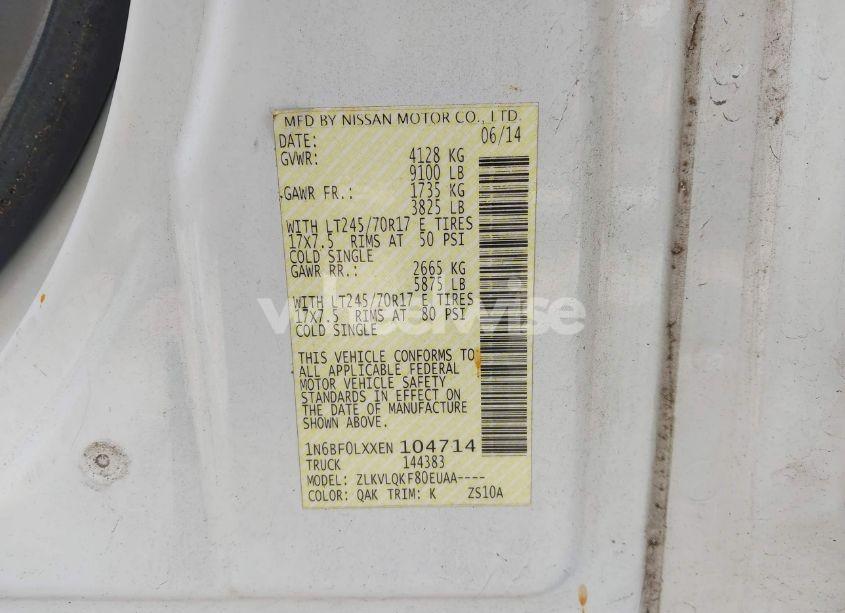 MFD BY NISSAN MOTOR CO., LTD.
DATE: 06/14
GVWR: 4128 KG
9100 LB
GAWR FR.: 1735 KG
3825 LB
WITH LT245/70R17 E TIRES
17X7.5 RIMS AT 50 PSI
COLD SINGLE
GAWR RR.: 2665 KG
5875 LB
WITH LT245/70R17 E TIRES
17X7.5 RIMS AT 80 PSI
COLD SINGLE
wheelwise
THIS VEHICLE CONFORMS TO
ALL APPLICABLE FEDERAL
MOTOR VEHICLE SAFETY
STANDARDS IN EFFECT ON
THE DATE OF MANUFACTURE
SHOWN ABOVE.
1N6BF0LXXEN 104714
TRUCK 144383
MODEL: ZLKVLQKF80EUAA----
COLOR: QAK TRIM: K ZS10A